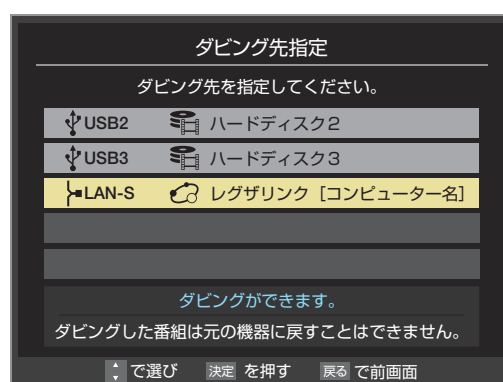 ダビング先指定
ダビング先を指定してください。
USB2 ハードディスク2
USB3 ハードディスク3
LAN-S レグザリンク［コンピューター名］
ダビングができます。
ダビングした番組は元の機器に戻すことはできません。
で選び 決定 を押す 戻る で前画面